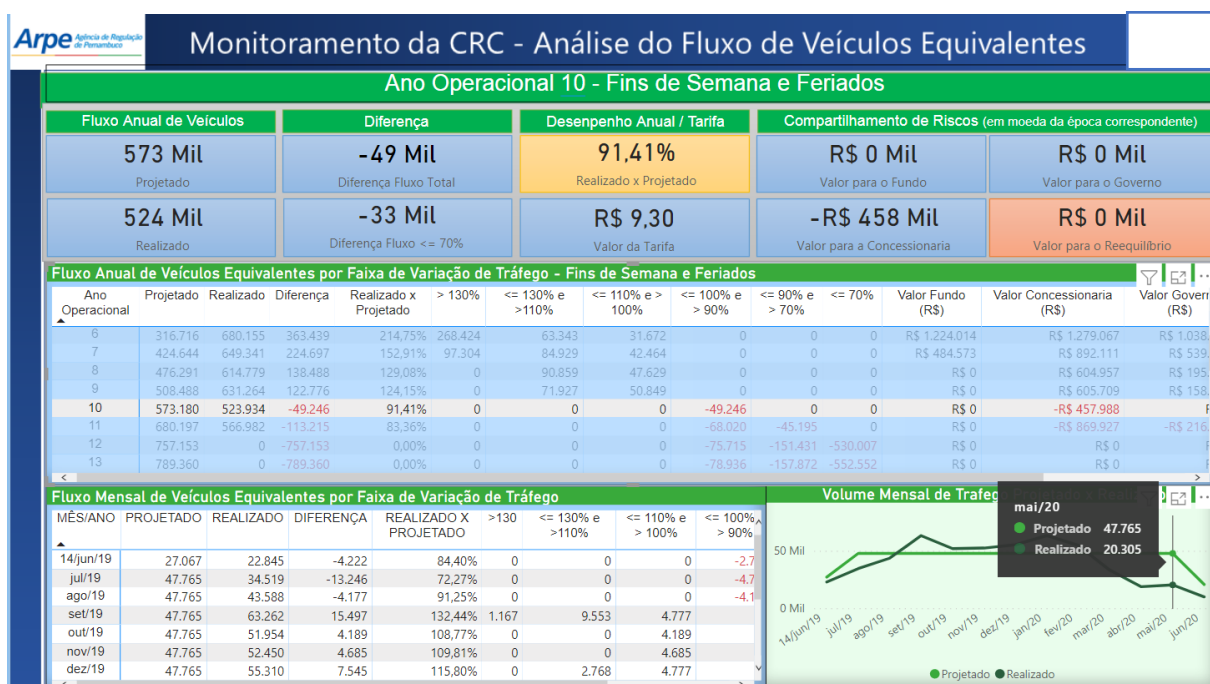 Arpe Agência de Regulação de Pernambuco
Monitoramento da CRC - Análise do Fluxo de Veículos Equivalentes
Ano Operacional 10 - Fins de Semana e Feriados
Fluxo Anual de Veículos Diferença Desenpenho Anual / Tarifa Compartilhamento de Riscos (em moeda da época correspondente)
573 Mil -49 Mil 91,41% R$ 0 Mil R$ 0 Mil
Projetado Diferença Fluxo Total Realizado x Projetado Valor para o Fundo Valor para o Governo
524 Mil -33 Mil R$ 9,30 -R$ 458 Mil R$ 0 Mil
Realizado Diferença Fluxo <= 70% Valor da Tarifa Valor para a Concessionaria Valor para o Reequilíbrio
Fluxo Anual de Veículos Equivalentes por Faixa de Variação de Tráfego - Fins de Semana e Feriados
Ano Projetado Realizado Diferença Realizado x > 130% <= 130% e <= 110% e > <= 100% e <= 90% e <= 70% Valor Fundo Valor Concessionaria Valor Govern
Operacional Projetado >110% 100% > 90% > 70% (R$) (R$) (R$)
6 316.716 680.155 363.439 214,75% 268.424 63.343 31.672 0 0 0 R$ 1.224.014 R$ 1.279.067 R$ 1.038.
7 424.644 649.341 224.697 152,91% 97.304 84.929 42.464 0 0 0 R$ 484.573 R$ 892.111 R$ 539.
8 476.291 614.779 138.488 129,08% 0 90.859 47.629 0 0 0 R$ 0 R$ 604.957 R$ 195.
9 508.488 631.264 122.776 124,15% 0 71.927 50.849 0 0 0 R$ 0 R$ 605.709 R$ 158.
10 573.180 523.934 -49.246 91,41% 0 0 0 -49.246 0 0 R$ 0 -R$ 457.988
11 680.197 566.982 -113.215 83,36% 0 0 0 -68.020 -45.195 0 R$ 0 -R$ 869.927 -R$ 216.
12 757.153 0 -757.153 0,00% 0 0 0 -75.715 -151.431 -530.007 R$ 0 R$ 0
13 789.360 0 -789.360 0,00% 0 0 0 -78.936 -157.872 -552.552 R$ 0 R$ 0
Fluxo Mensal de Veículos Equivalentes por Faixa de Variação de Tráfego
MÊS/ANO PROJETADO REALIZADO DIFERENÇA REALIZADO X >130 <= 130% e <= 110% e <= 100%
PROJETADO >110% > 100% > 90%
14/jun/19 27.067 22.845 -4.222 84,40% 0 0 0 -2.7
jul/19 47.765 34.519 -13.246 72,27% 0 0 0 -4.7
ago/19 47.765 43.588 -4.177 91,25% 0 0 0 -4.1
set/19 47.765 63.262 15.497 132,44% 1.167 9.553 4.777
out/19 47.765 51.954 4.189 108,77% 0 0 4.189
nov/19 47.765 52.450 4.685 109,81% 0 0 4.685
dez/19 47.765 55.310 7.545 115,80% 0 2.768 4.777
Volume Mensal de Trafeg
mai/20
Projetado 47.765
Realizado 20.305
50 Mil
0 Mil
14/jun/19 jul/19 ago/19 set/19 out/19 nov/19 dez/19 jan/20 fev/20 mar/20 abr/20 mai/20 jun/20
Projetado Realizado